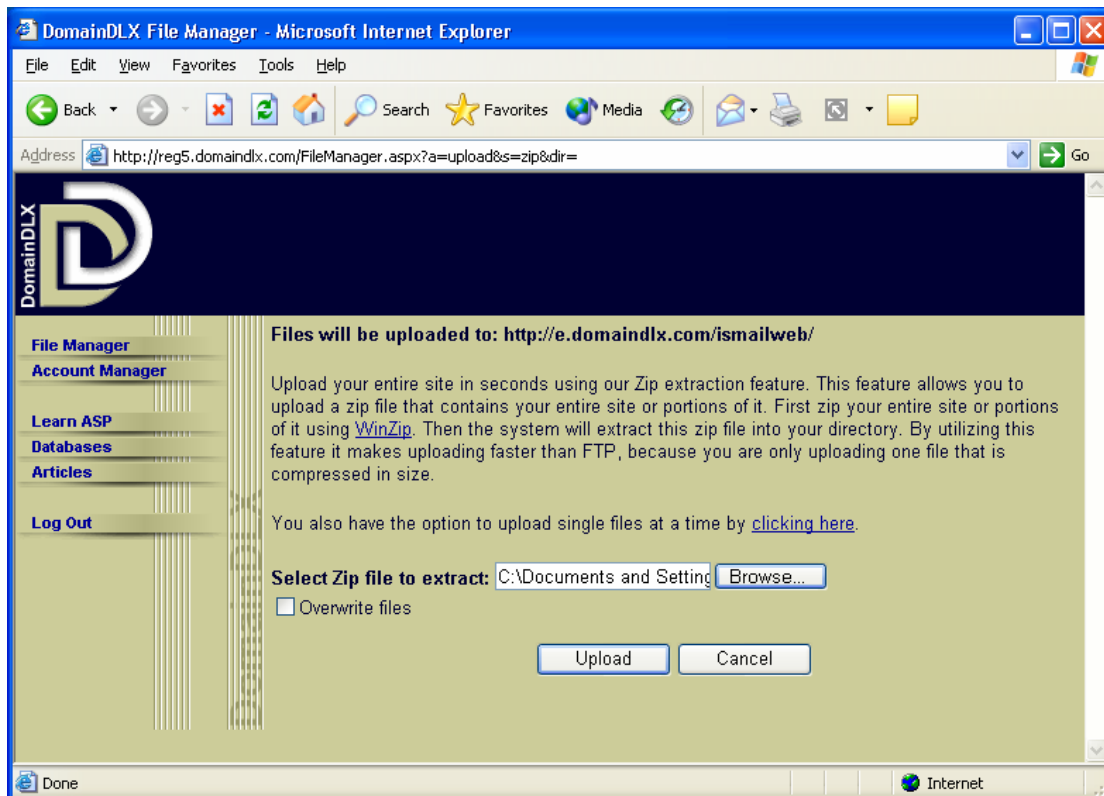 DomainDLX File Manager - Microsoft Internet Explorer
File Edit View Favorites Tools Help
Back Search Favorites Media
Address http://reg5.domaindlx.com/FileManager.aspx?a=upload&s=zip&dir= Go
DomainDLX
File Manager
Account Manager
Learn ASP
Databases
Articles
Log Out
Files will be uploaded to: http://e.domaindlx.com/ismailweb/
Upload your entire site in seconds using our Zip extraction feature. This feature allows you to
upload a zip file that contains your entire site or portions of it. First zip your entire site or portions
of it using WinZip. Then the system will extract this zip file into your directory. By utilizing this
feature it makes uploading faster than FTP, because you are only uploading one file that is
compressed in size.
You also have the option to upload single files at a time by clicking here.
Select Zip file to extract: C:\Documents and Setting Browse...
Overwrite files
Upload Cancel
Done Internet